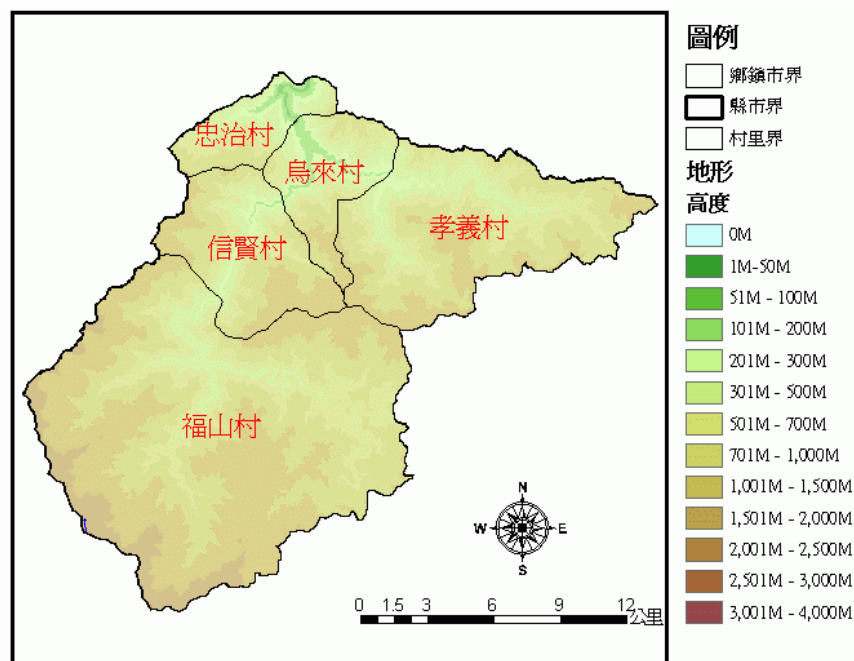 忠治村
烏來村
孝義村
信賢村
福山村
N
W E
S
0 1.5 3 6 9 12
公里
圖例
鄉鎮市界
縣市界
村里界
地形
高度
0M
1M-50M
51M - 100M
101M - 200M
201M - 300M
301M - 500M
501M - 700M
701M - 1,000M
1,001M - 1,500M
1,501M - 2,000M
2,001M - 2,500M
2,501M - 3,000M
3,001M - 4,000M